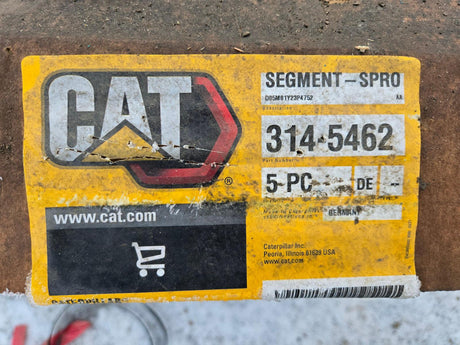 CAT
®
www.cat.com
SEGMENT-SPRO
AA
314-5462
5-PC
DE
Caterpillar Inc.
Peoria, Illinois 61629 USA
www.cat.com